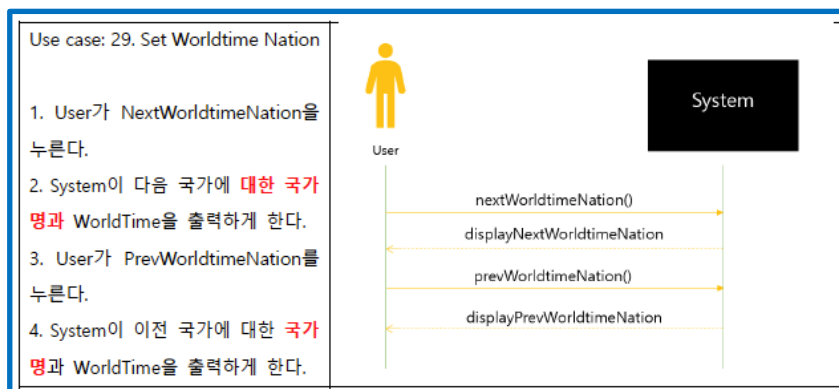 Use case: 29. Set Worldtime Nation
1. User가 NextWorldtimeNation을
누른다.
2. System이 다음 국가에 대한 국가
명과 WorldTime을 출력하게 한다.
3. User가 PrevWorldtimeNation를
누른다.
4. System이 이전 국가에 대한 국가
명과 WorldTime을 출력하게 한다.
User
System
nextWorldtimeNation()
displayNextWorldtimeNation
prevWorldtimeNation()
displayPrevWorldtimeNation